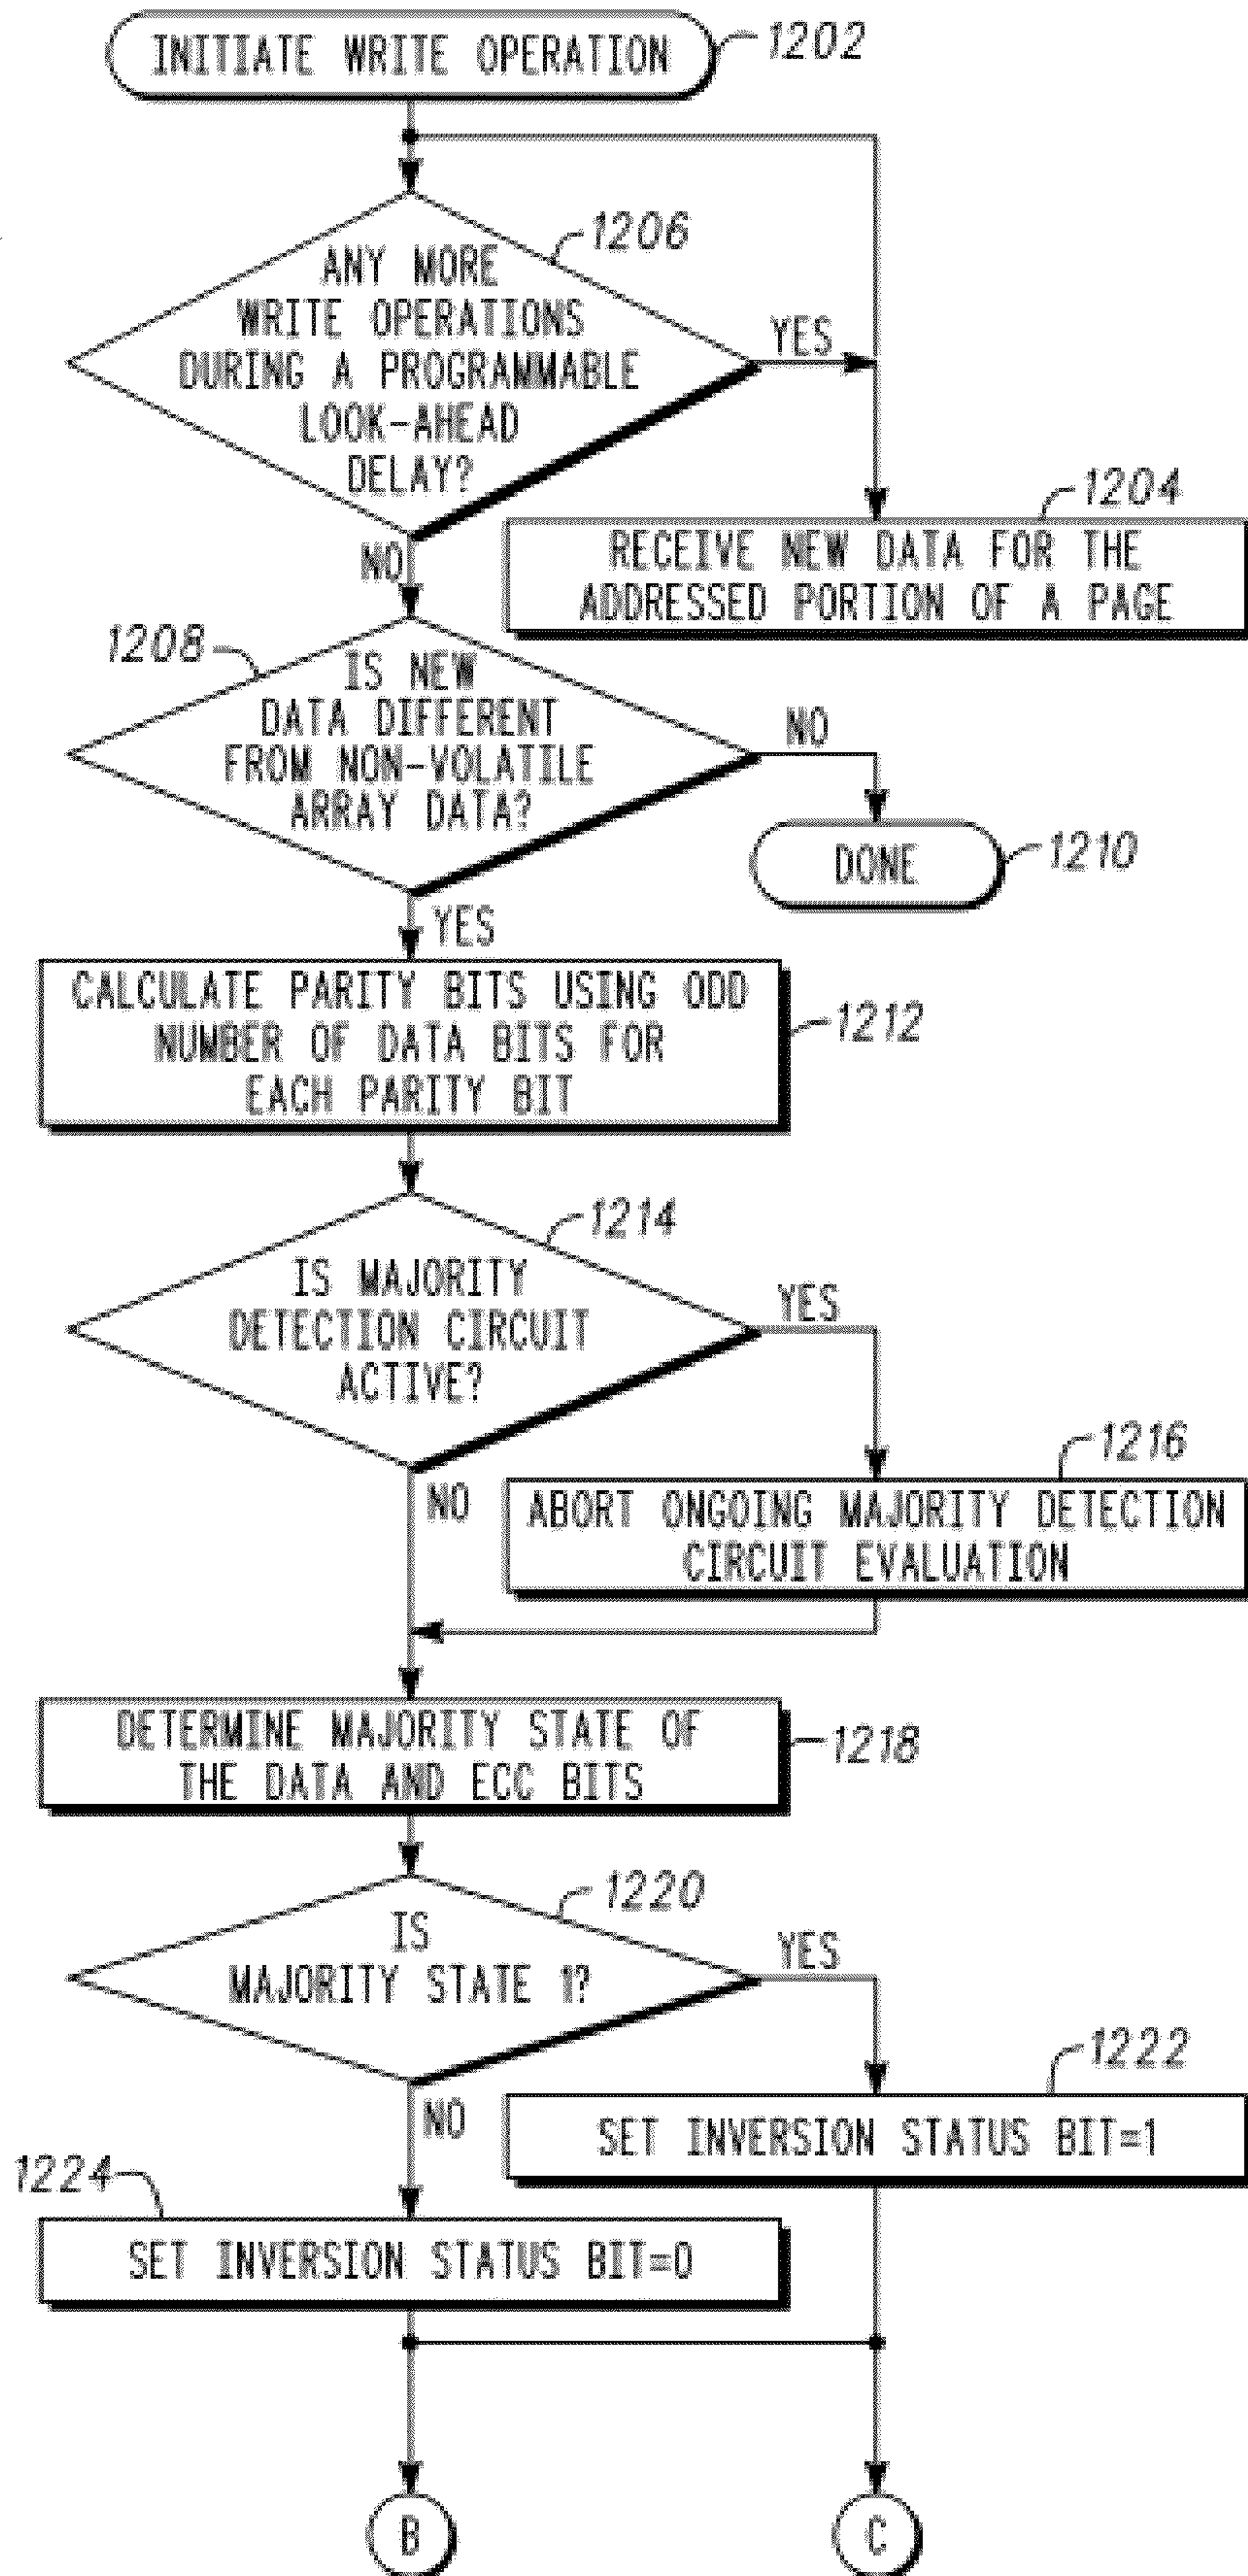 INITIATE WRITE OPERATION
1202
1206
ANY MORE
WRITE OPERATIONS
DURING A PROGRAMMABLE
LOOK-AHEAD
DELAY?
YES
NO
1204
RECEIVE NEW DATA FOR THE
ADDRESSED PORTION OF A PAGE
1208
IS NEW
DATA DIFFERENT
FROM NON-VOLATILE
ARRAY DATA?
NO
DONE
1210
YES
CALCULATE PARITY BITS USING ODD
NUMBER OF DATA BITS FOR
EACH PARITY BIT
1212
1214
IS MAJORITY
DETECTION CIRCUIT
ACTIVE?
YES
NO
1216
ABORT ONGOING MAJORITY DETECTION
CIRCUIT EVALUATION
DETERMINE MAJORITY STATE OF
THE DATA AND ECC BITS
1218
1220
IS
MAJORITY STATE 1?
YES
NO
1222
SET INVERSION STATUS BIT=1
1224
SET INVERSION STATUS BIT=0
B
C